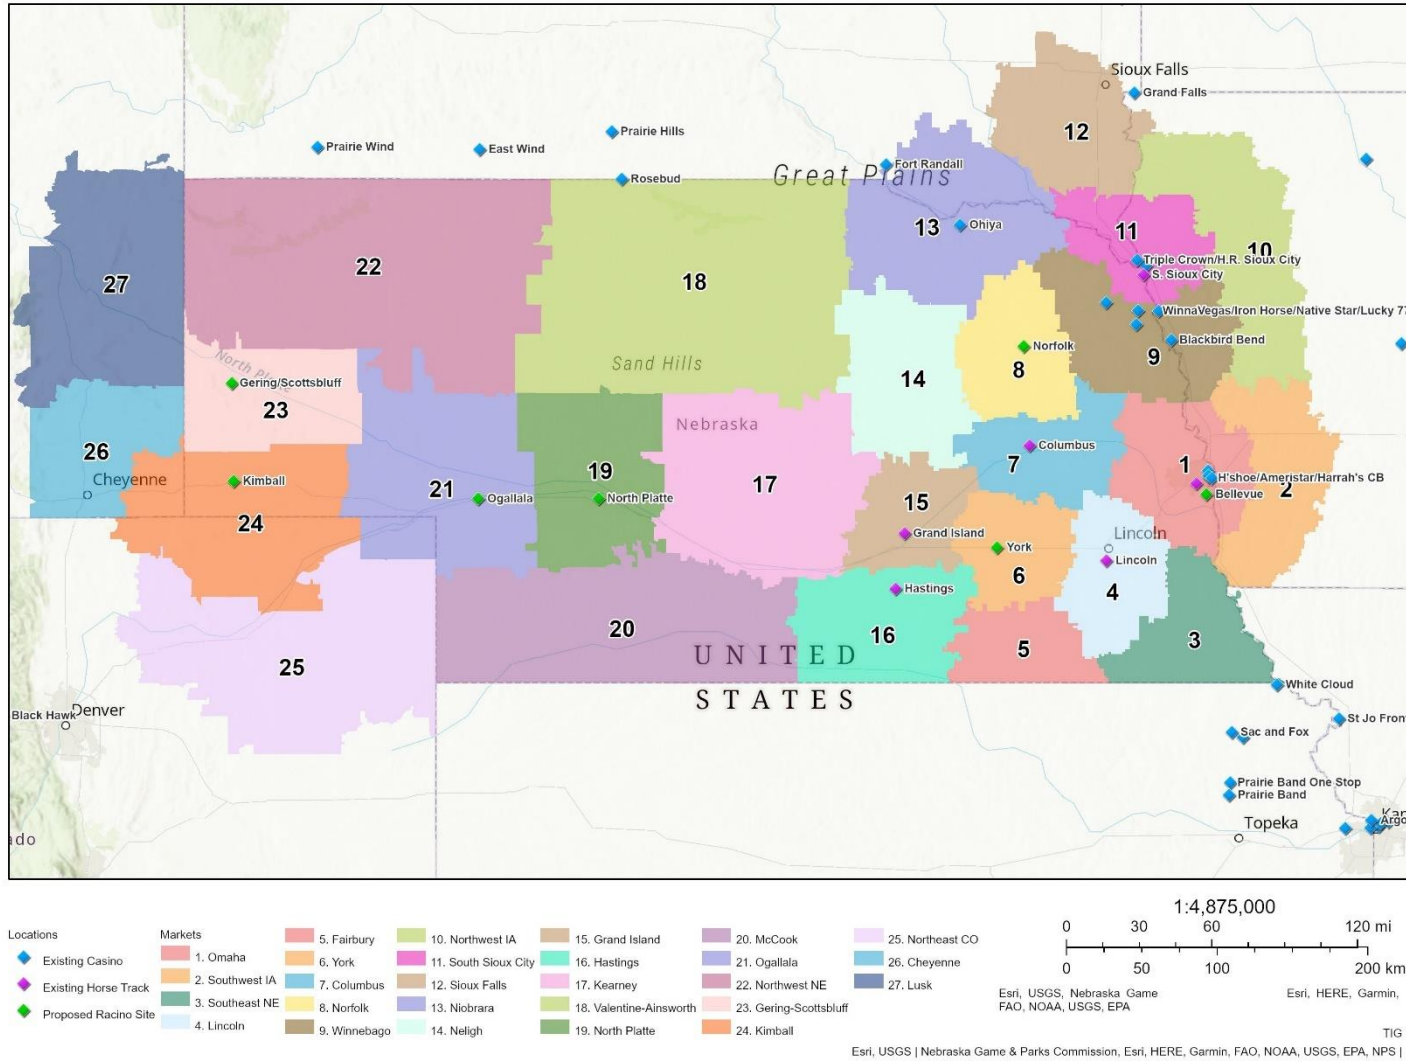 Sioux Falls
Grand Falls
12
Prairie Hills
Prairie Wind
East Wind
Fort Randall
Great Plains
Rosebud
13
Ohiya
11
10
27
22
18
Triple Crown/H.R. Sioux City
S. Sioux City
WinnaVegas/Iron Horse/Native Star/Lucky 77
Blackbird Bend
9
Norfolk
8
North Platte
Sand Hills
14
Gering/Scottsbluff
23
Nebraska
26
Cheyenne
Kimball
24
21
Ogallala
19
North Platte
17
15
Grand Island
Columbus
7
1
H'shoe/Ameristar/Harrah's CB
Bellevue
2
York
6
Lincoln
Lincoln
4
Hastings
16
5
3
20
25
UNITED
STATES
Black Hawk
Denver
White Cloud
St Jo Fron
Sac and Fox
Prairie Band One Stop
Prairie Band
Topeka
Kan
Argo
ado
Locations
Existing Casino
Existing Horse Track
Proposed Racino Site
Markets
1. Omaha
2. Southwest IA
3. Southeast NE
4. Lincoln
5. Fairbury
6. York
7. Columbus
8. Norfolk
9. Winnebago
10. Northwest IA
11. South Sioux City
12. Sioux Falls
13. Niobrara
14. Neligh
15. Grand Island
16. Hastings
17. Kearney
18. Valentine-Ainsworth
19. North Platte
20. McCook
21. Ogallala
22. Northwest NE
23. Gering-Scottsbluff
24. Kimball
25. Northeast CO
26. Cheyenne
27. Lusk
1:4,875,000
0 30 60 120 mi
0 50 100 200 km
Esri, USGS, Nebraska Game
FAO, NOAA, USGS, EPA
Esri, HERE, Garmin,
TIG
Esri, USGS | Nebraska Game & Parks Commission, Esri, HERE, Garmin, FAO, NOAA, USGS, EPA, NPS |